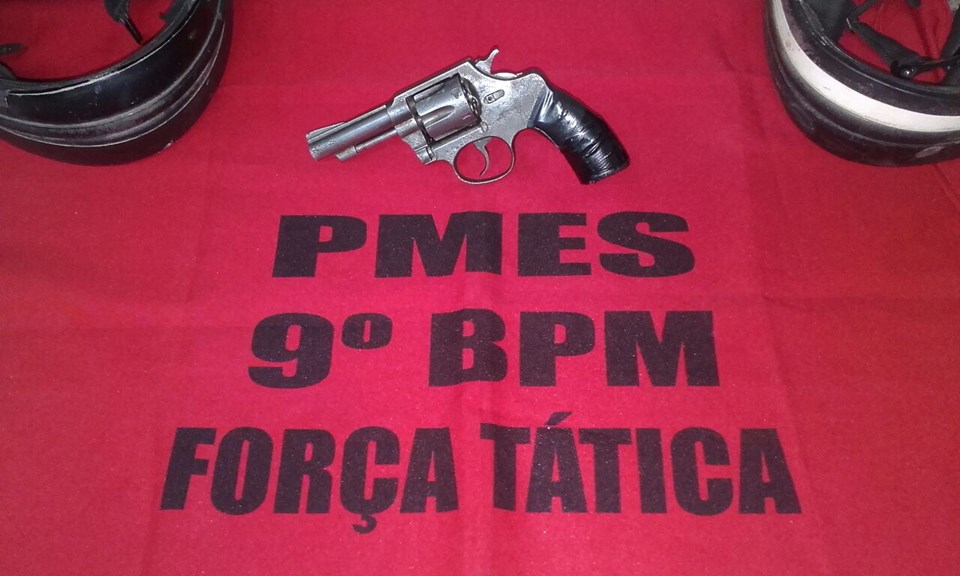 PMES
9º BPM
FORÇA TÁTICA